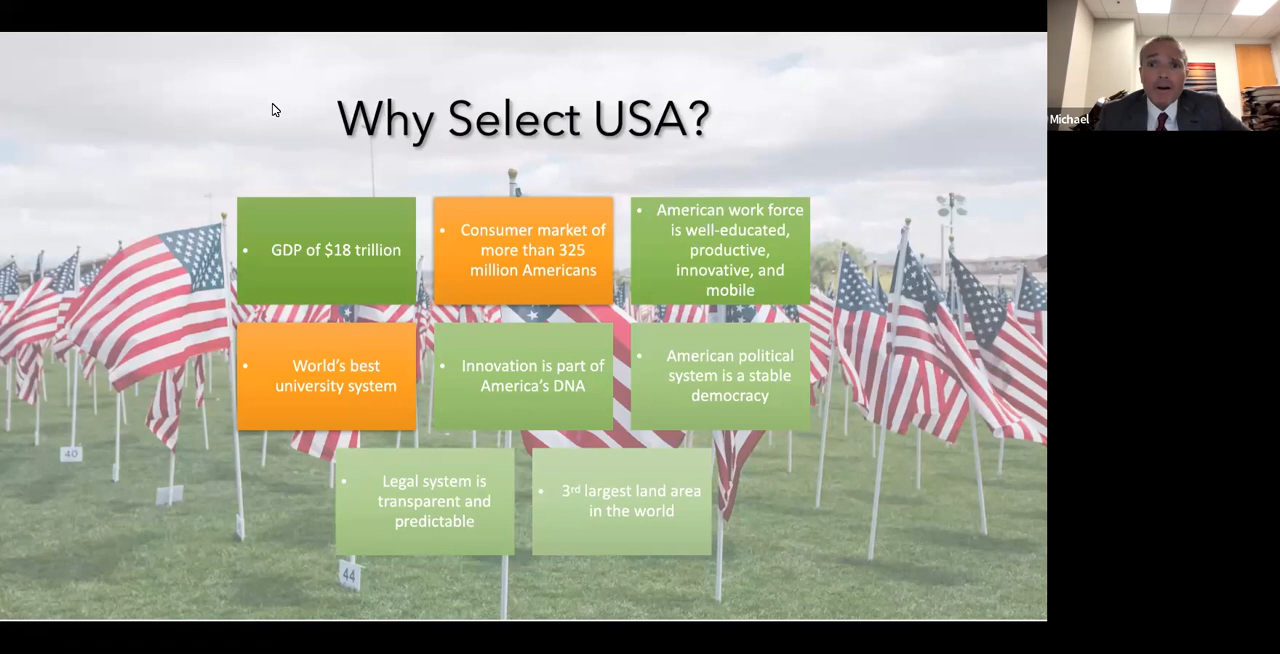 Why Select USA?
• GDP of $18 trillion
• Consumer market of
more than 325
million Americans
• American work force
is well-educated,
productive,
innovative, and
mobile
• World's best
university system
• Innovation is part of
America's DNA
• American political
system is a stable
democracy
• Legal system is
transparent and
predictable
• 3rd largest land area
in the world
40
44
Michael